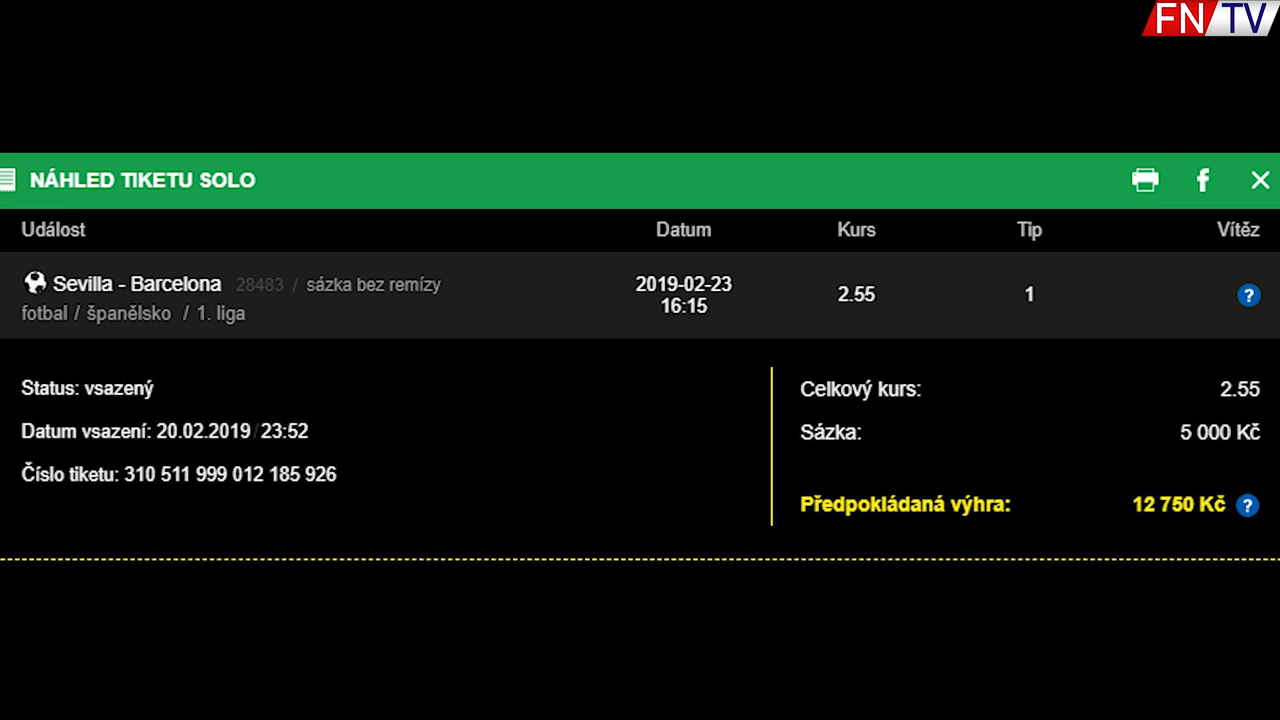 FN/TV
NÁHLED TIKETU SOLO
Událost Datum Kurs Tip Vítěz
Sevilla - Barcelona 28483 / sázka bez remízy 2019-02-23 2.55 1 ?
fotbal / španělsko / 1. liga 16:15
Status: vsazený
Datum vsazení: 20.02.2019 / 23:52
Číslo tiketu: 310 511 999 012 185 926
Celkový kurs: 2.55
Sázka: 5 000 Kč
Předpokládaná výhra: 12 750 Kč ?